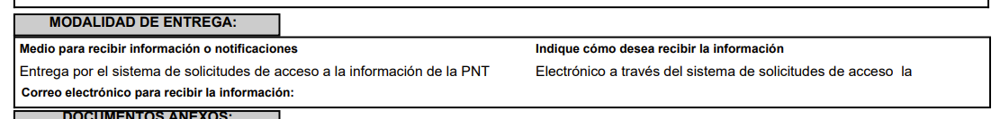 MODALIDAD DE ENTREGA:
Medio para recibir información o notificaciones
Indique cómo desea recibir la información
Entrega por el sistema de solicitudes de acceso a la información de la PNT
Electrónico a través del sistema de solicitudes de acceso  la
Correo electrónico para recibir la información:
DOCUMENTOS ANEXOS: